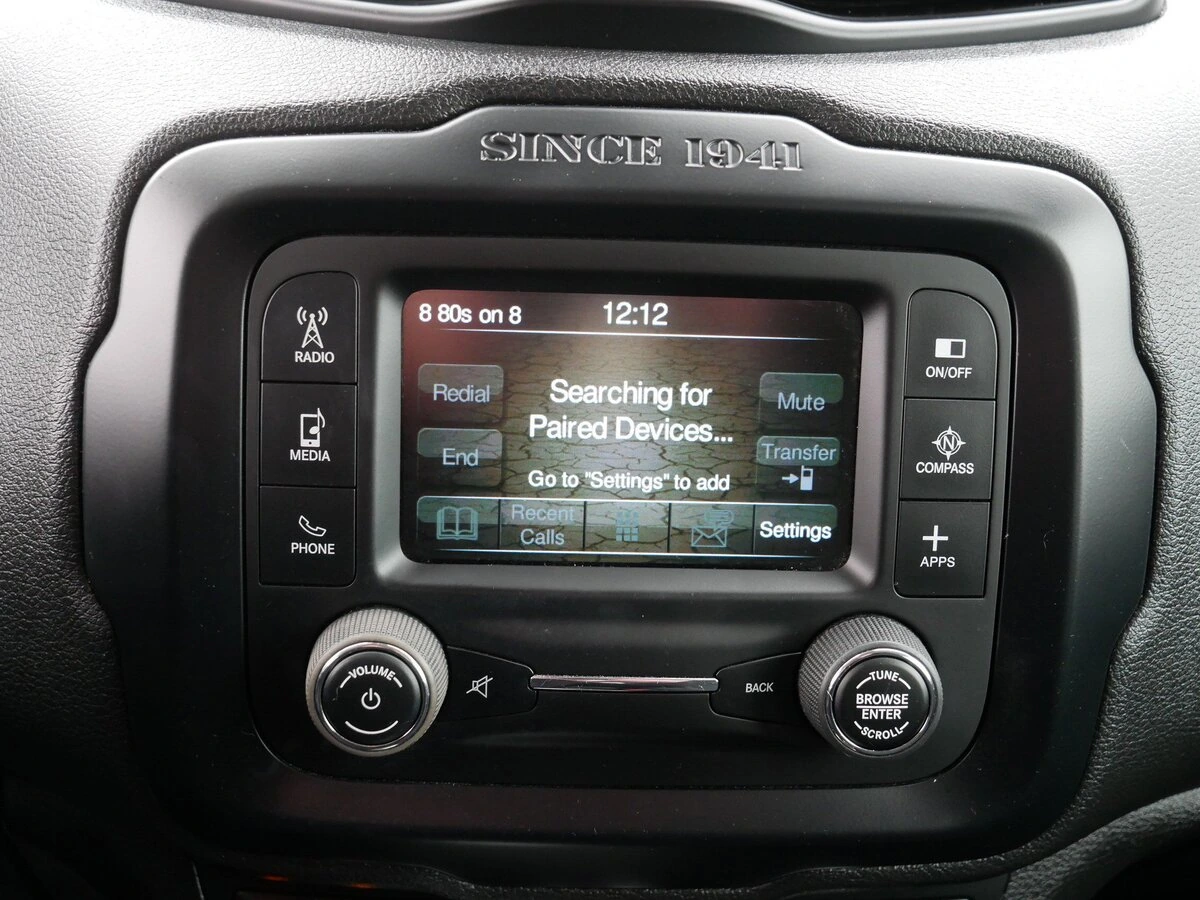 SINCE 1941
RADIO
MEDIA
PHONE
8 80s on 8 12:12
Redial
End
Searching for
Paired Devices...
Go to "Settings" to add
Mute
Transfer
Recent
Calls
Settings
ON/OFF
N
COMPASS
APPS
VOLUME
BACK
TUNE
BROWSE
ENTER
SCROLL